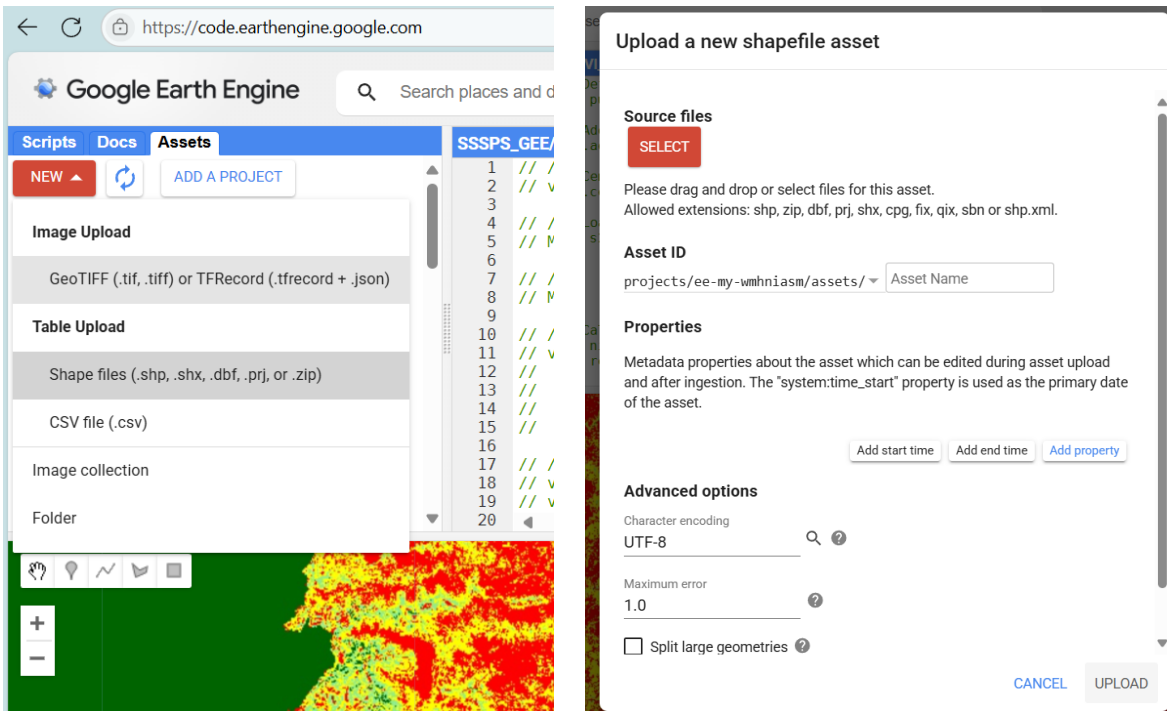 https://code.earthengine.google.com
Google Earth Engine
Search places and d
Scripts Docs Assets
NEW
ADD A PROJECT
Image Upload
GeoTIFF (.tif, .tiff) or TFRecord (.tfrecord + .json)
Table Upload
Shape files (.shp, .shx, .dbf, .prj, or .zip)
CSV file (.csv)
Image collection
Folder
SSSPS_GEE/
1 // /
2 // v
3
4 // /
5 // M
6
7 // /
8 // M
9
10 // /
11 // v
12 //
13 //
14 //
15 //
16
17 // /
18 // v
19 // v
20
Upload a new shapefile asset
Source files
SELECT
Please drag and drop or select files for this asset.
Allowed extensions: shp, zip, dbf, prj, shx, cpg, fix, qix, sbn or shp.xml.
Asset ID
projects/ee-my-wmhniasm/assets/ Asset Name
Properties
Metadata properties about the asset which can be edited during asset upload
and after ingestion. The "system:time_start" property is used as the primary date
of the asset.
Add start time Add end time Add property
Advanced options
Character encoding
UTF-8
Maximum error
1.0
Split large geometries
CANCEL UPLOAD